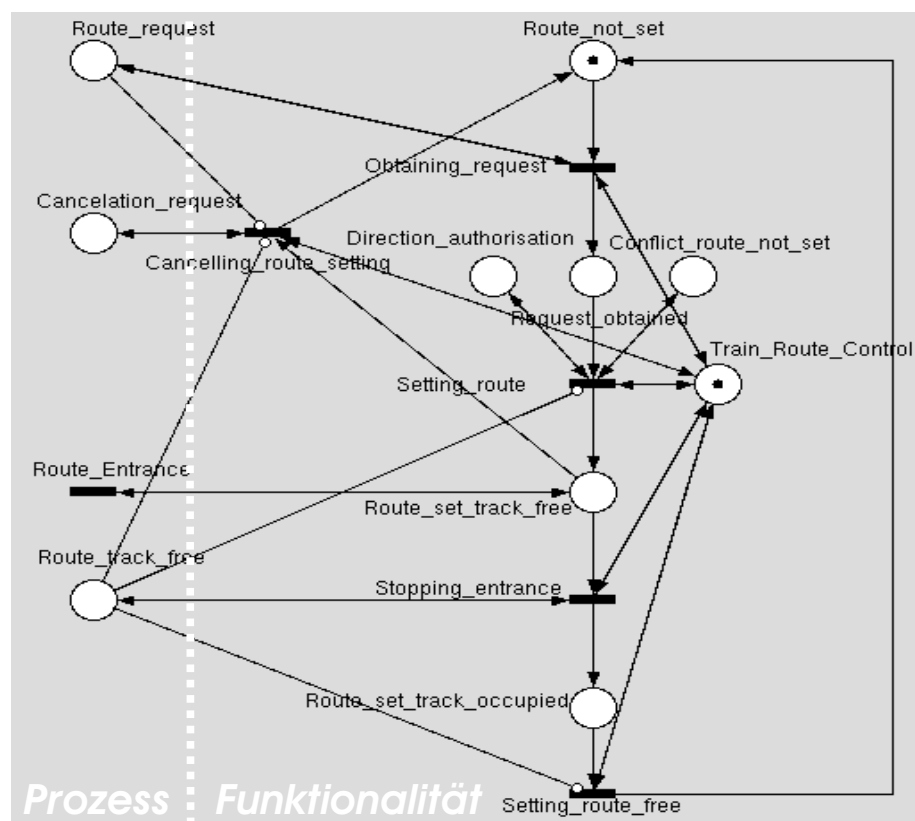 Route_request
Route_not_set
Obtaining_request
Cancelation_request
Direction_authorisation
Conflict_route_not_set
Cancelling_route_setting
Request_obtained
Train_Route_Control
Setting_route
Route_Entrance
Route_set_track_free
Route_track_free
Stopping_entrance
Route_set_track_occupied
Prozess
Funktionalität
Setting_route_free